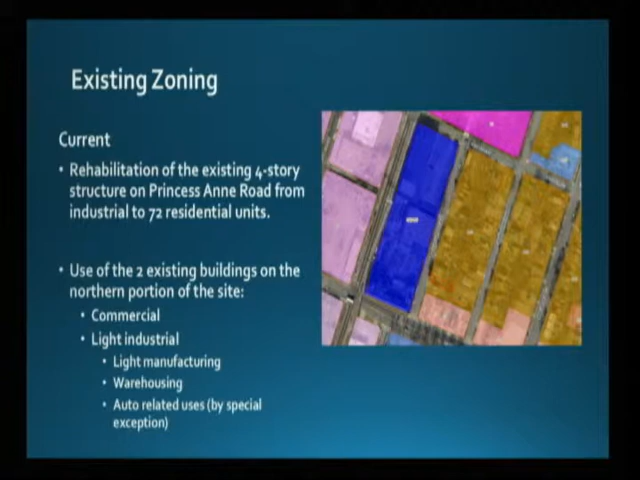 Existing Zoning
Current
• Rehabilitation of the existing 4-story
structure on Princess Anne Road from
industrial to 72 residential units.
• Use of the 2 existing buildings on the
northern portion of the site:
• Commercial
• Light industrial
• Light manufacturing
• Warehousing
• Auto related uses (by special
exception)